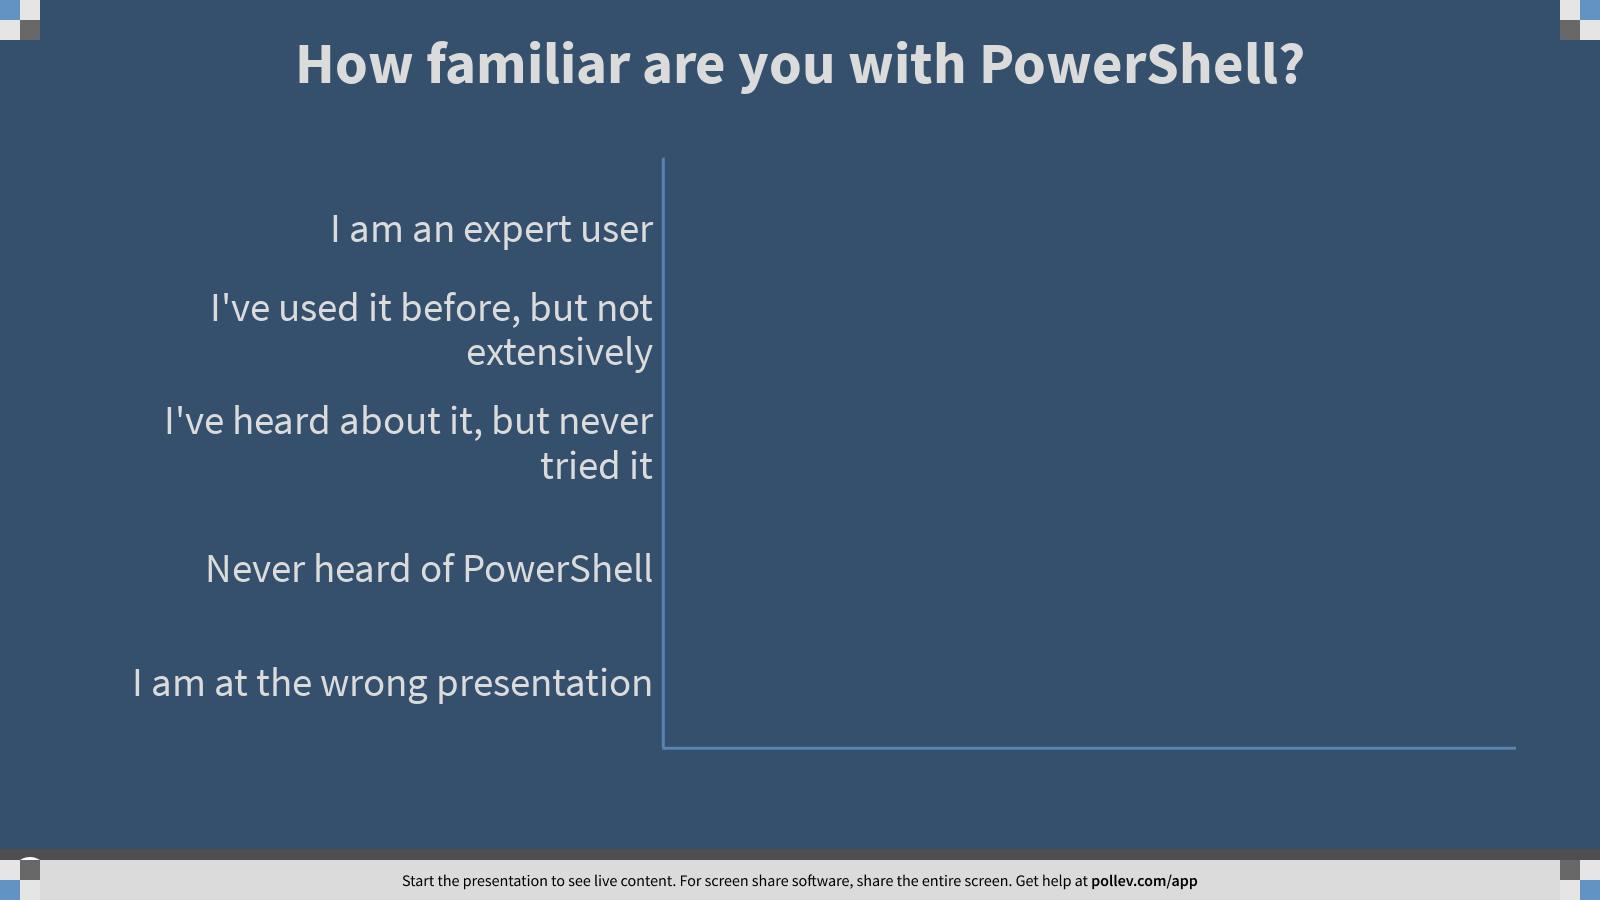 How familiar are you with PowerShell?
I am an expert user
I've used it before, but not
extensively
I've heard about it, but never
tried it
Never heard of PowerShell
I am at the wrong presentation
Start the presentation to see live content. For screen share software, share the entire screen. Get help at pollev.com/app